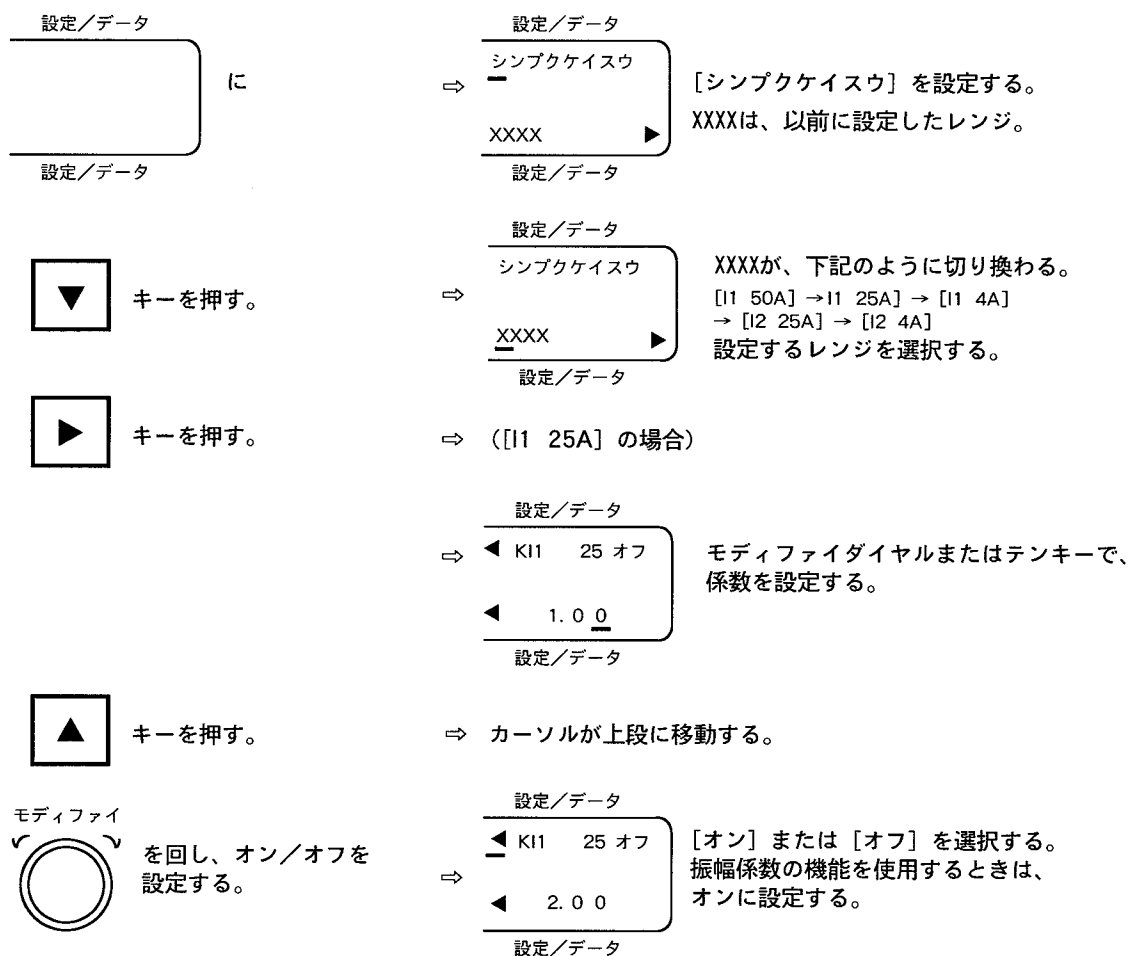 設定／データ
に
設定／データ
⇨
設定／データ
シンプクケイスウ
XXXX ▶
設定／データ
［シンプクケイスウ］を設定する。
XXXXは、以前に設定したレンジ。
▼ キーを押す。
⇨
設定／データ
シンプクケイスウ
XXXX ▶
設定／データ
XXXXが、下記のように切り換わる。
[I1 50A] →I1 25A] → [I1 4A]
→ [I2 25A] → [I2 4A]
設定するレンジを選択する。
▶ キーを押す。
⇨ （[I1 25A] の場合）
設定／データ
⇨ ◀ KI1 25 オフ
◀ 1. 0 0
設定／データ
モディファイダイヤルまたはテンキーで、
係数を設定する。
▲ キーを押す。
⇨ カーソルが上段に移動する。
モディファイ
を回し、オン／オフを
設定する。
⇨
設定／データ
◀ KI1 25 オフ
◀ 2. 0 0
設定／データ
［オン］または［オフ］を選択する。
振幅係数の機能を使用するときは、
オンに設定する。